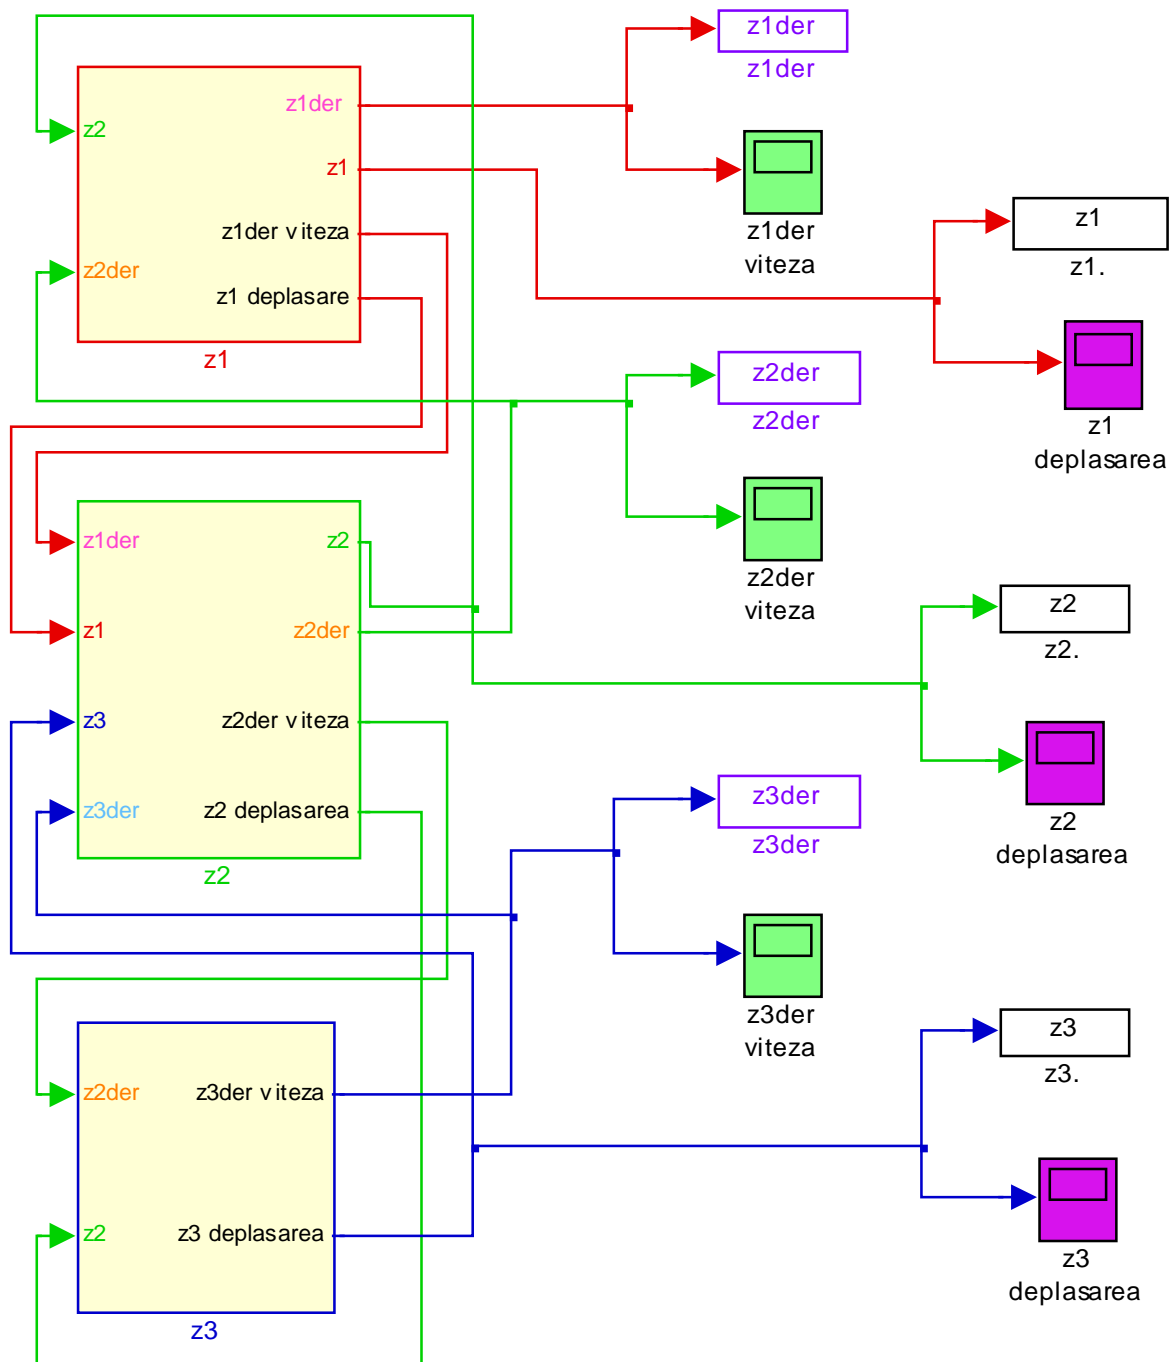 z1der
z1der
z2
z1der
z1
z1der viteza
z2der
z1 deplasare
z1
z1der
viteza
z1
z1.
z1
deplasarea
z2der
z2der
z2der
viteza
z1der
z2
z1
z2der
z3
z2der viteza
z3der
z2 deplasarea
z2
z2
z2.
z2
deplasarea
z3der
z3der
z3der
viteza
z2der
z3der viteza
z2
z3 deplasarea
z3
z3
z3.
z3
deplasarea